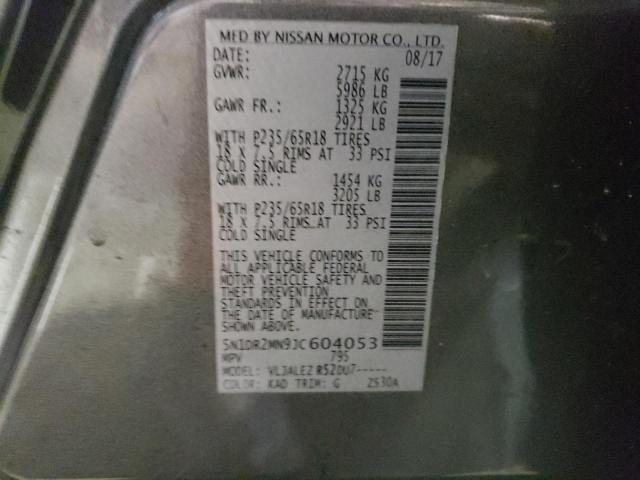 MFD BY NISSAN MOTOR CO., LTD.
DATE: 08/17
GVWR: 2715 KG
5986 LB
GAWR FR.: 1325 KG
2921 LB
WITH P235/65R18 TIRES
18 X 7.5 RIMS AT 33 PSI
COLD SINGLE
GAWR RR.: 1454 KG
3205 LB
WITH P235/65R18 TIRES
18 X 7.5 RIMS AT 33 PSI
COLD SINGLE
THIS VEHICLE CONFORMS TO
ALL APPLICABLE FEDERAL
MOTOR VEHICLE SAFETY AND
THEFT PREVENTION
STANDARDS IN EFFECT ON
THE DATE OF MANUFACTURE
SHOWN ABOVE.
5N1DR2MN9JC604053
MPV 795
MODEL: VLJALEZ R52DU7-----
COLOR: KAD TRIM: G 2530A